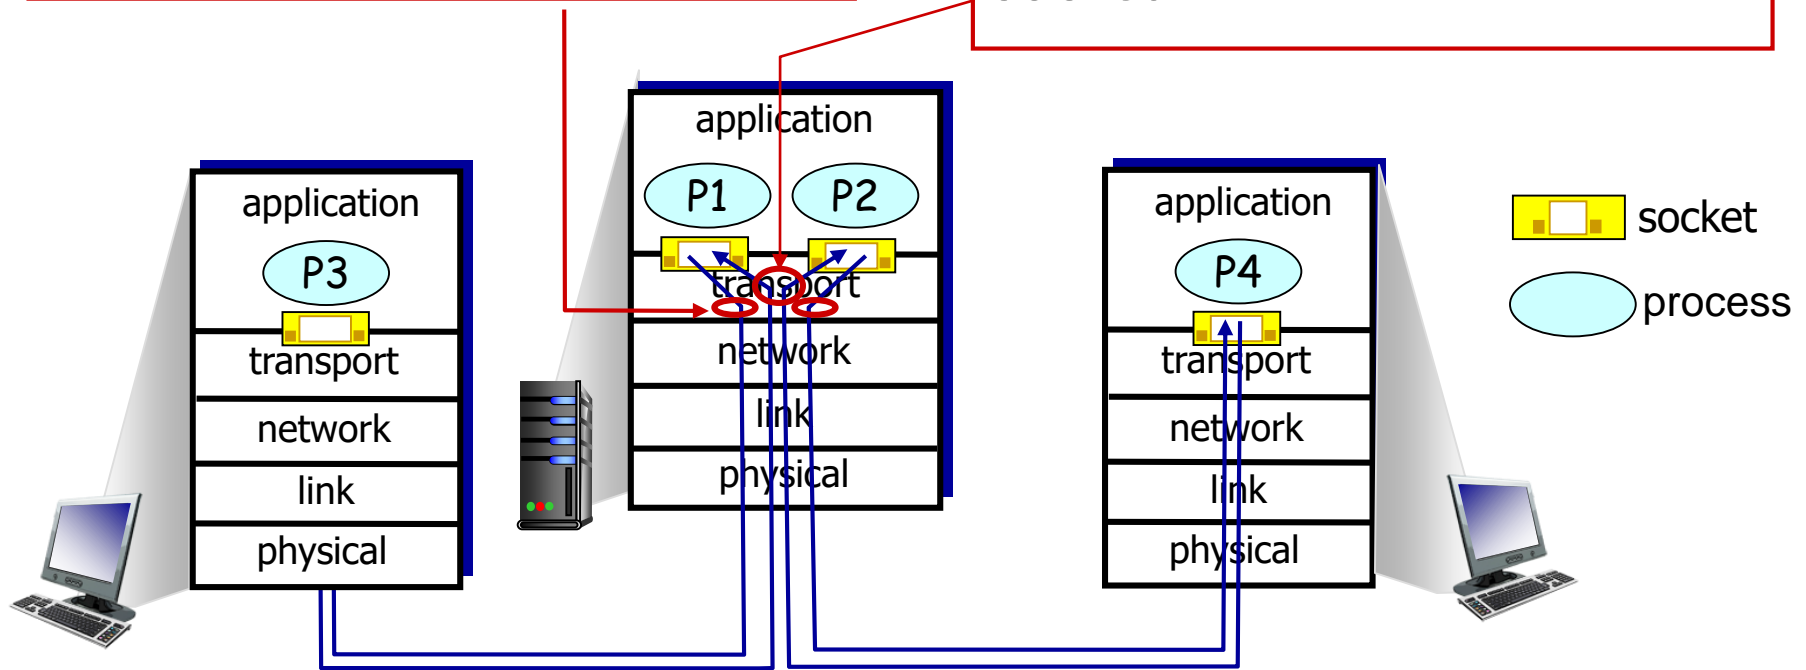 application
P1 P2
transport
network
link
physical
application
P3
transport
network
link
physical
application
P4
transport
network
link
physical
socket
process